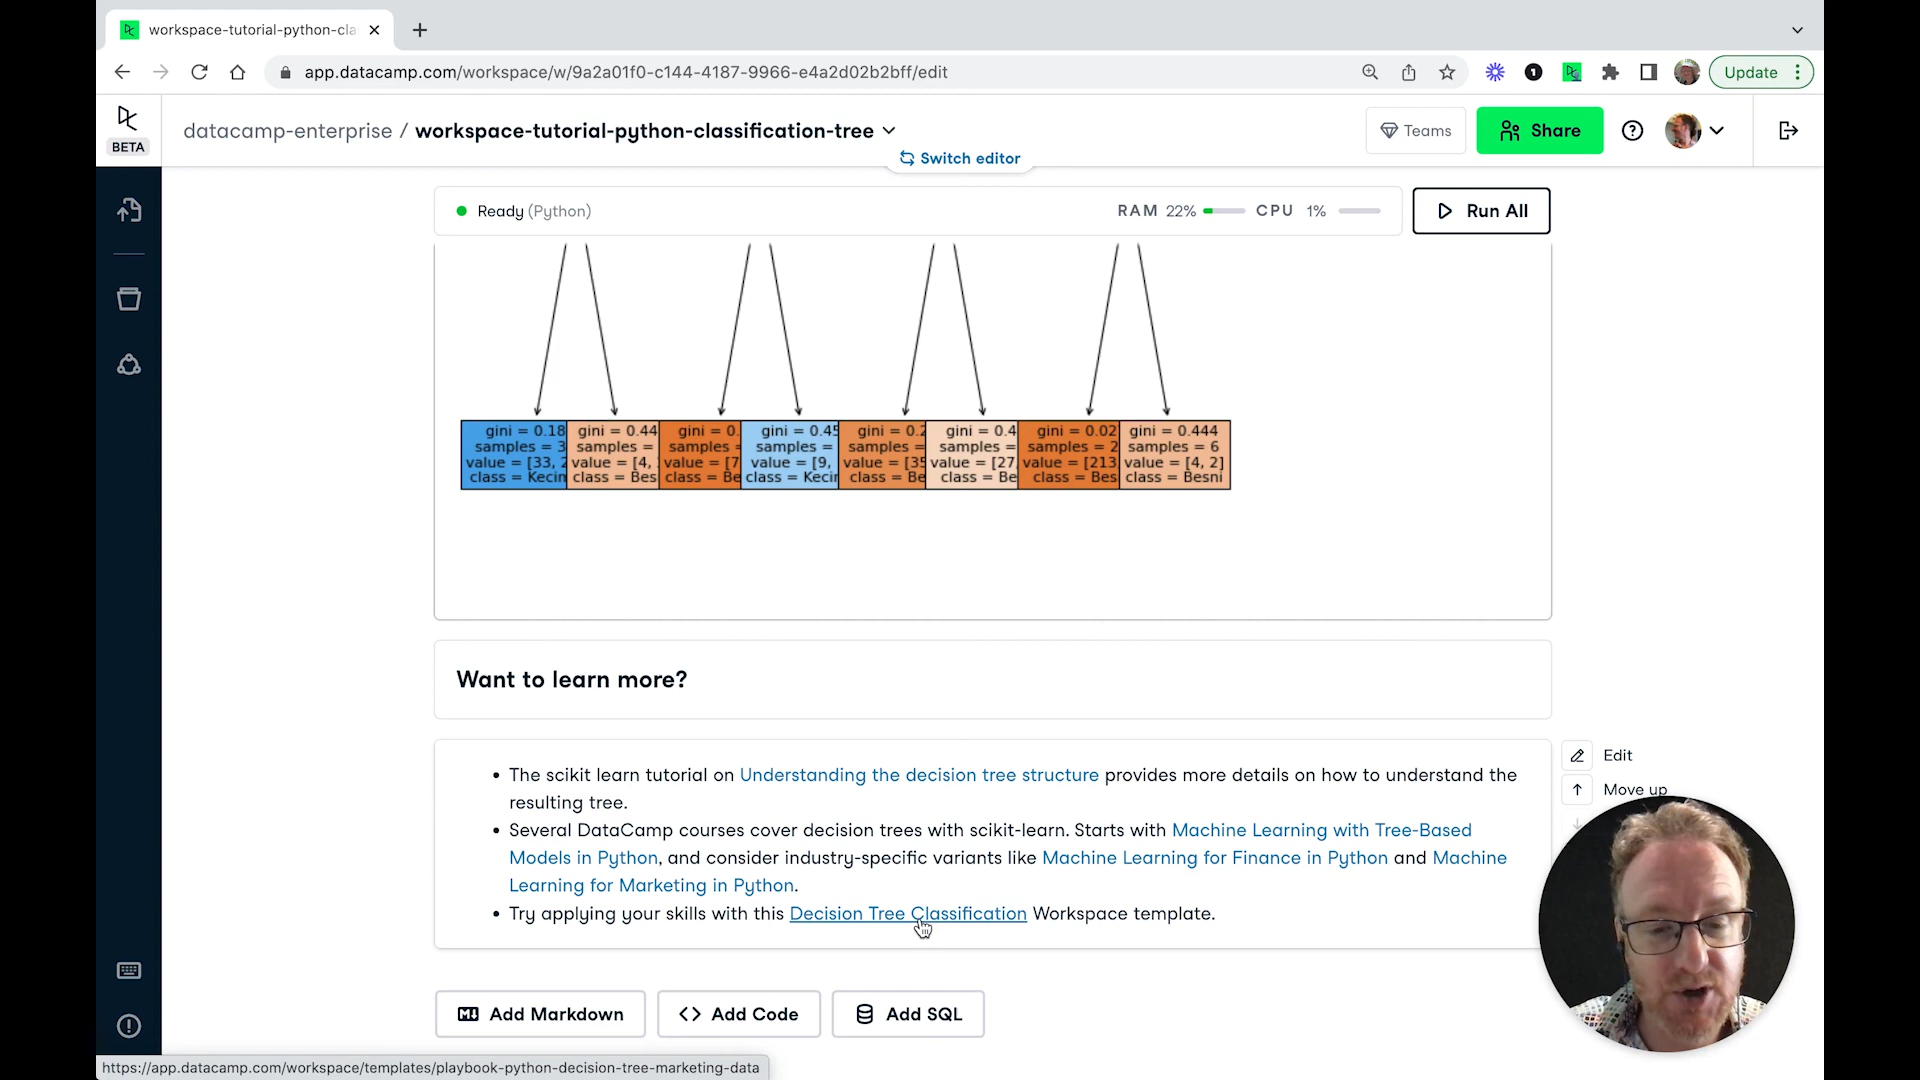 workspace-tutorial-python-cla
app.datacamp.com/workspace/w/9a2a01f0-c144-4187-9966-e4a2d02b2bff/edit
Update
BETA
datacamp-enterprise / workspace-tutorial-python-classification-tree
Teams
Share
Switch editor
Ready (Python)
RAM 22% CPU 1%
Run All
gini = 0.18
samples = 3
value = [33, 2
class = Kecin
gini = 0.44
samples =
value = [4,
class = Bes
gini = 0.
samples =
value = [7
class = Be
gini = 0.45
samples =
value = [9,
class = Kecin
gini = 0.2
samples =
value = [35
class = Be
gini = 0.4
samples =
value = [27,
class = Be
gini = 0.02
samples = 2
value = [213,
class = Bes
gini = 0.444
samples = 6
value = [4, 2]
class = Besni
Want to learn more?
• The scikit learn tutorial on Understanding the decision tree structure provides more details on how to understand the
resulting tree.
• Several DataCamp courses cover decision trees with scikit-learn. Starts with Machine Learning with Tree-Based
Models in Python, and consider industry-specific variants like Machine Learning for Finance in Python and Machine
Learning for Marketing in Python.
• Try applying your skills with this Decision Tree Classification Workspace template.
Edit
Move up
Add Markdown
Add Code
Add SQL
https://app.datacamp.com/workspace/templates/playbook-python-decision-tree-marketing-data